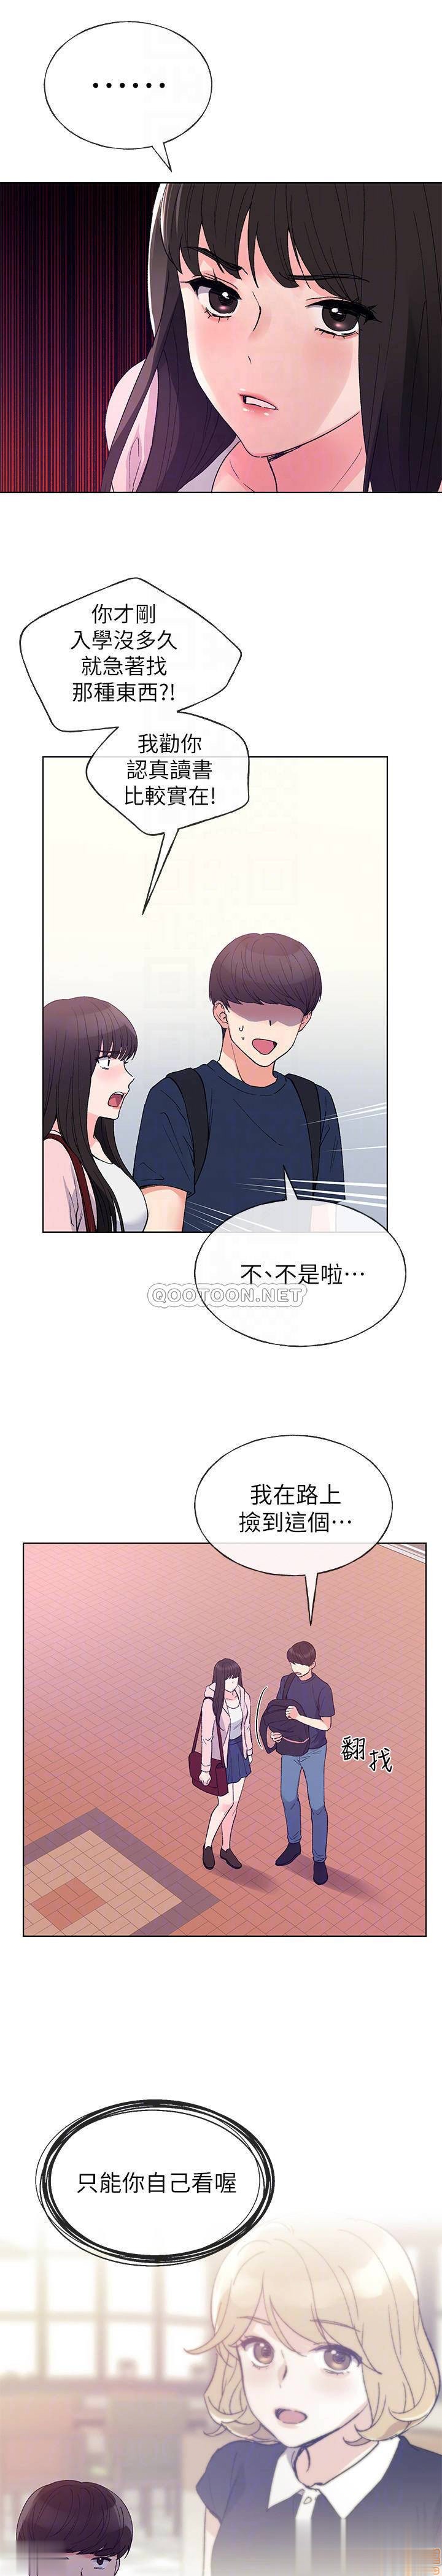 ······
你才剛
入學沒多久
就急著找
那種東西?!
我勸你
認真讀書
比較實在!
不、不是啦⋯
QOOTOON.NET
我在路上
撿到這個⋯
翻找
只能你自己看喔